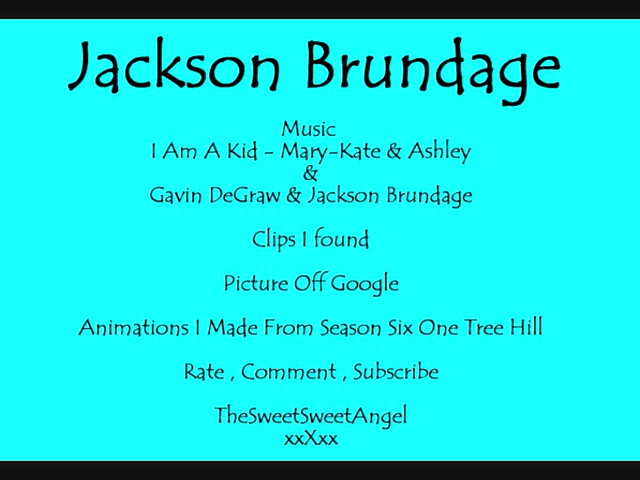 Jackson Brundage
Music
I Am A Kid - Mary-Kate & Ashley
&
Gavin DeGraw & Jackson Brundage
Clips I found
Picture Off Google
Animations I Made From Season Six One Tree Hill
Rate , Comment , Subscribe
TheSweetSweetAngel
xxXxx